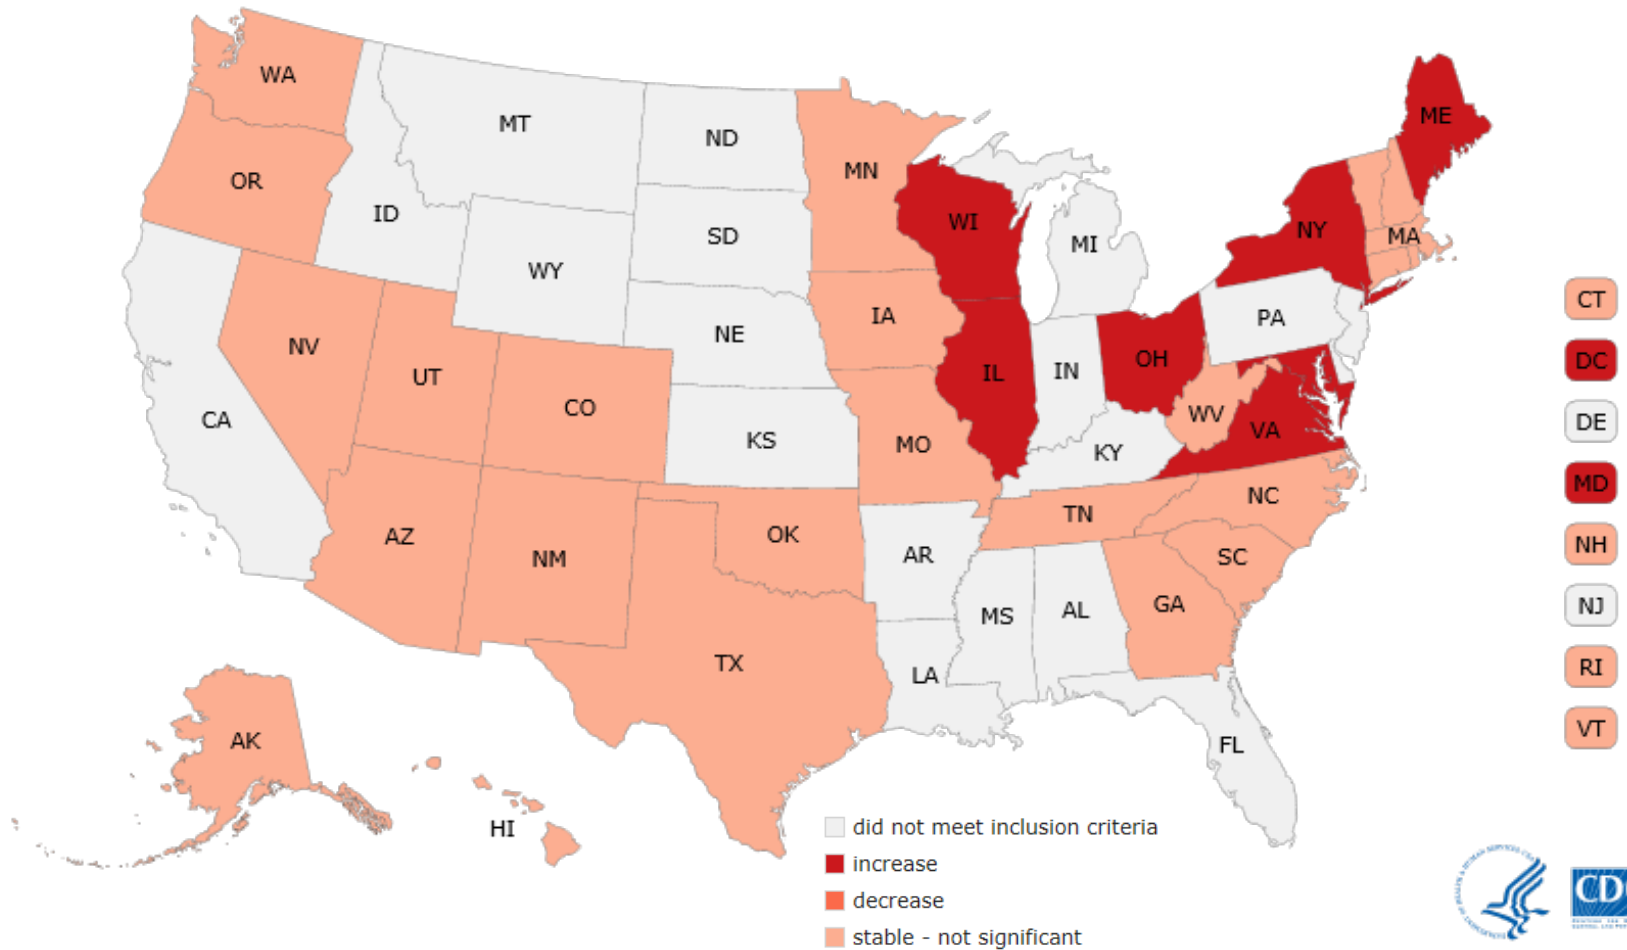 WA
MT
ND
MN
ME
OR
ID
SD
WI
MI
NY
MA
WY
NE
IA
PA
NV
UT
CO
IL
IN
OH
CA
KS
MO
KY
WV
VA
AZ
NM
OK
AR
TN
NC
SC
MS
AL
GA
TX
LA
FL
AK
HI
CT
DC
DE
MD
NH
NJ
RI
VT
did not meet inclusion criteria
increase
decrease
stable - not significant